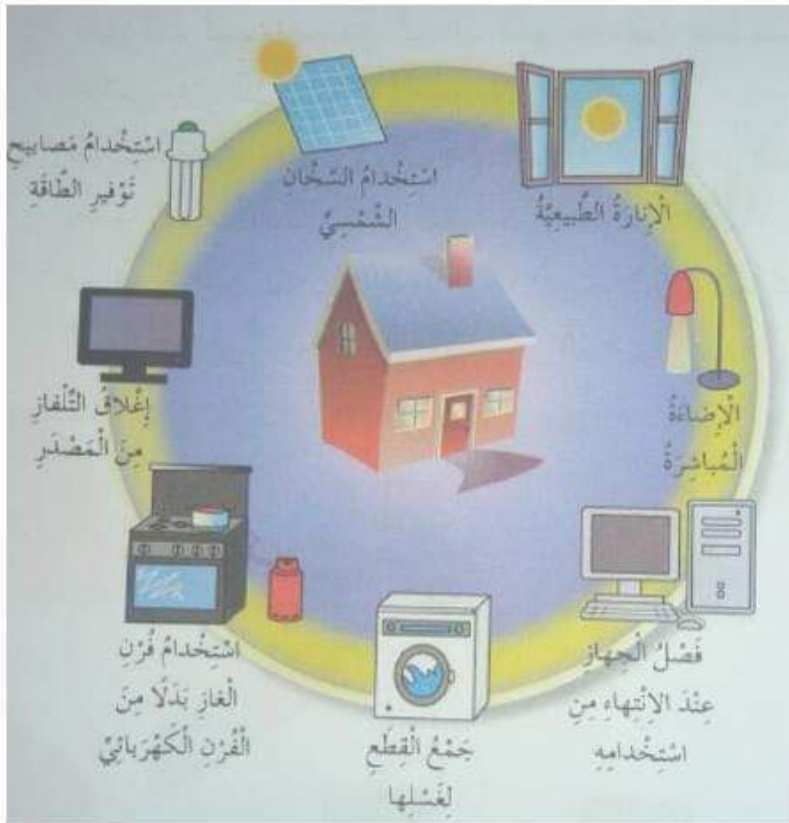 الْإِنارَةُ الطَّبيعِيَّةُ
اسْتِخْدامُ السَّخّانِ
الشَّمْسِيِّ
اسْتِخْدامُ مَصابيحِ
تَوْفيرِ الطّاقَةِ
إِغْلاقُ التِّلْفازِ
مِنَ الْمَصْدَرِ
اسْتِخْدامُ فُرْنِ
الْغازِ بَدَلًا مِنَ
الْفُرْنِ الْكَهْرَبائِيِّ
جَمْعُ الْقِطَعِ
لِغَسْلِها
فَصْلُ الْجِهازِ
عِنْدَ الِانْتِهاءِ مِنِ
اسْتِخْدامِهِ
الْإِضاءَةُ
الْمُباشِرَةُ